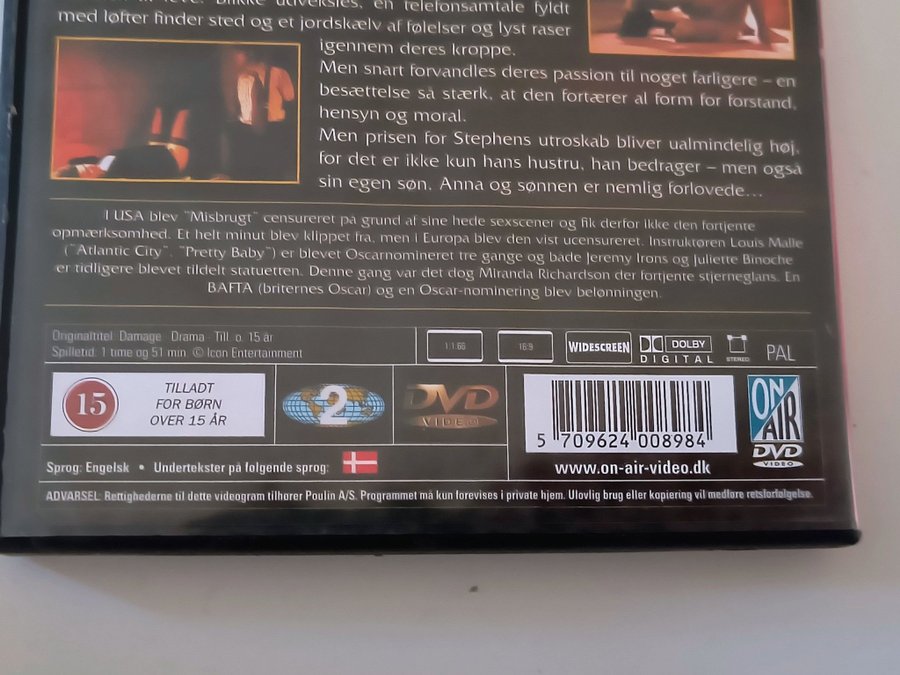 udveksles, en telefonsamtale fyldt
med løfter finder sted og et jordskælv af følelser og lyst raser
igennem deres kroppe.
Men snart forvandles deres passion til noget farligere – en
besættelse så stærk, at den fortærer al form for forstand,
hensyn og moral.
Men prisen for Stephens utroskab bliver ualmindelig høj,
for det er ikke kun hans hustru, han bedrager – men også
sin egen søn. Anna og sønnen er nemlig forlovede...
I USA blev "Misbrugt" censureret på grund af sine hede sexscener og fik derfor ikke den fortjente
opmærksomhed. Et helt minut blev klippet fra, men i Europa blev den vist ucensureret. Instruktøren Louis Malle
("Atlantic City". "Pretty Baby") er blevet Oscarnomineret tre gange og både Jeremy Irons og Juliette Binoche
er tidligere blevet tildelt statuetten. Denne gang var det dog Miranda Richardson der fortjente stjerneglans. En
BAFTA (briternes Oscar) og en Oscar-nominering blev belønningen.
Originaltitel: Damage Drama Till. o. 15 år
Spilletid: 1 time og 51 min. © Icon Entertainment
1:1.66
16:9
WIDESCREEN
DOLBY
DIGITAL
STEREO
PAL
15
TILLADT
FOR BØRN
OVER 15 ÅR
2
DVD
VIDEO
5 709624 008984
www.on-air-video.dk
ON
AIR
DVD
VIDEO
Sprog: Engelsk • Undertekster på følgende sprog:
ADVARSEL: Rettighederne til dette videogram tilhører Poulin A/S. Programmet må kun forevises i private hjem. Ulovlig brug eller kopiering vil medføre retsforfølgelse.